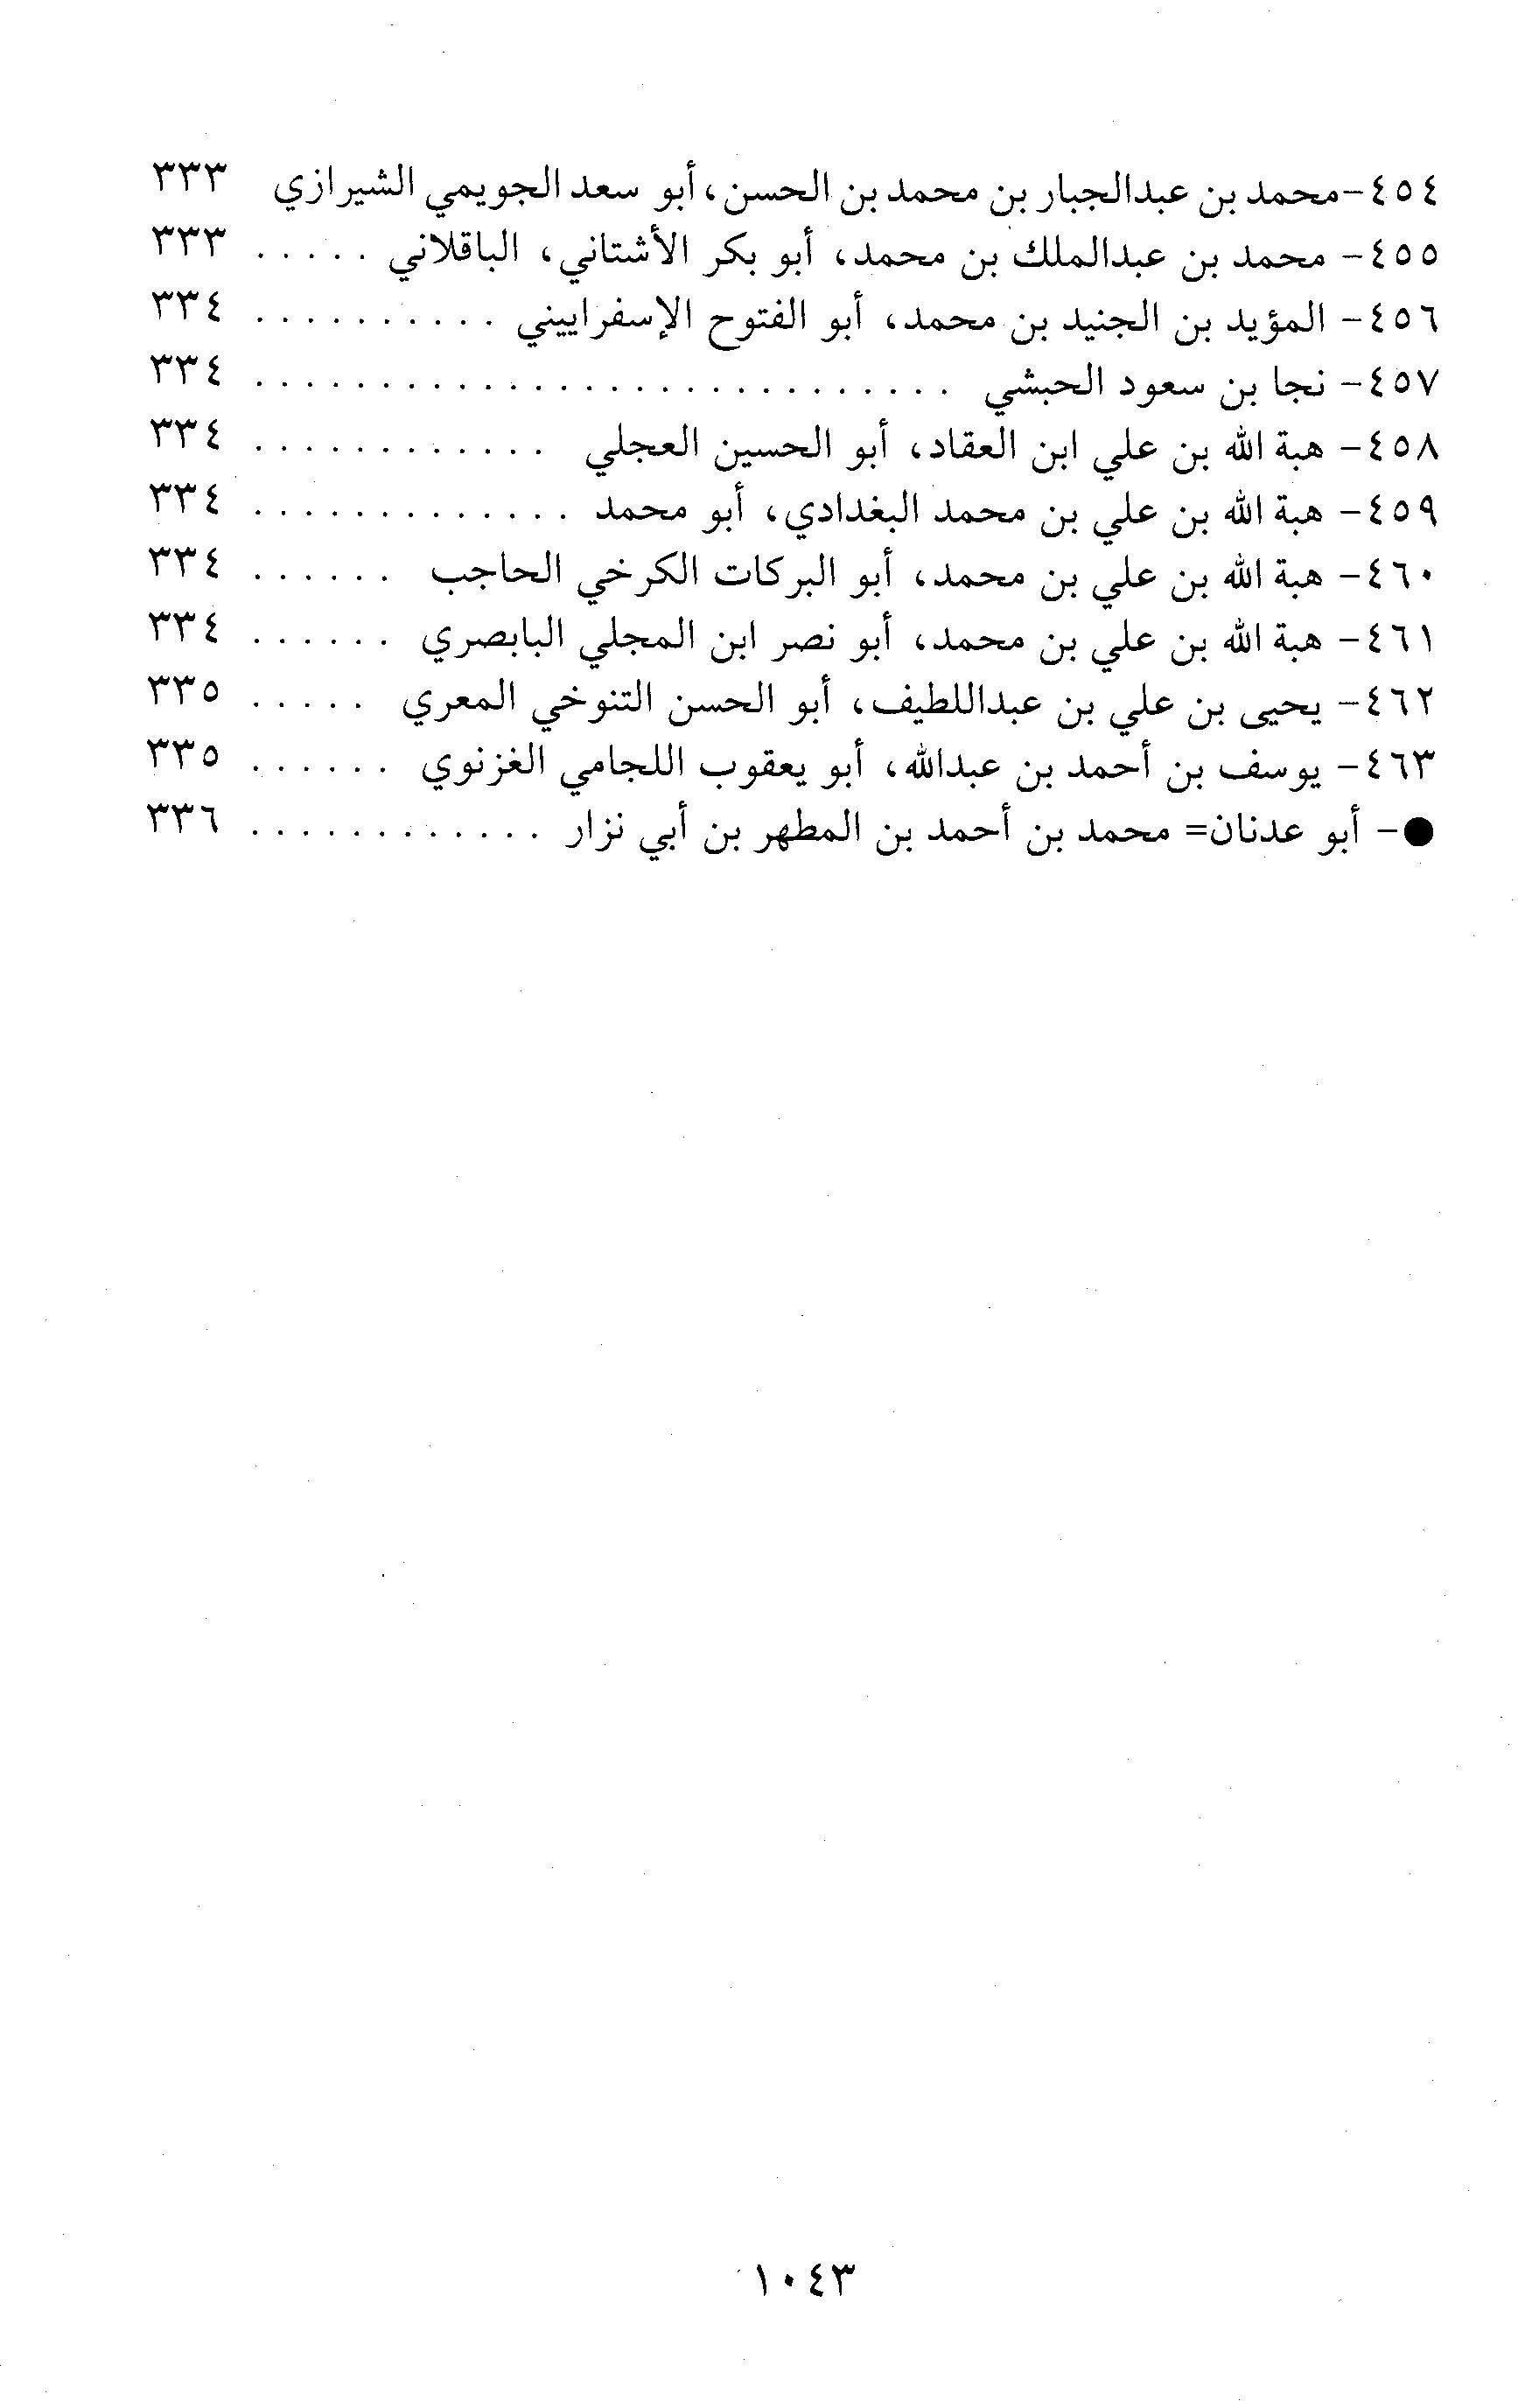 ٤٥٤-محمد بن عبدالجبار بن محمد بن الحسن، أبو سعد الجويمي الشيرازي ٣٣٣
٤٥٥- محمد بن عبدالملك بن محمد، أبو بكر الأشتاني، الباقلاني . . . . . ٣٣٣
٤٥٦- المؤيد بن الجنيد بن محمد، أبو الفتوح الإسفراييني . . . . . . . . . . ٣٣٤
٤٥٧- نجا بن سعود الحبشي . . . . . . . . . . . . . . . . . . . . . . . . . . . . ٣٣٤
٤٥٨- هبة الله بن علي ابن العقاد، أبو الحسين العجلي . . . . . . . . . . . . ٣٣٤
٤٥٩- هبة الله بن علي بن محمد البغدادي، أبو محمد . . . . . . . . . . . . . ٣٣٤
٤٦٠- هبة الله بن علي بن محمد، أبو البركات الكرخي الحاجب . . . . . . ٣٣٤
٤٦١- هبة الله بن علي بن محمد، أبو نصر ابن المجلي البابصري . . . . . . ٣٣٤
٤٦٢- يحيى بن علي بن عبداللطيف، أبو الحسن التنوخي المعري . . . . . ٣٣٥
٤٦٣- يوسف بن أحمد بن عبدالله، أبو يعقوب اللجامي الغزنوي . . . . . . ٣٣٥
●- أبو عدنان= محمد بن أحمد بن المطهر بن أبي نزار . . . . . . . . . . . . ٣٣٦
١٠٤٣